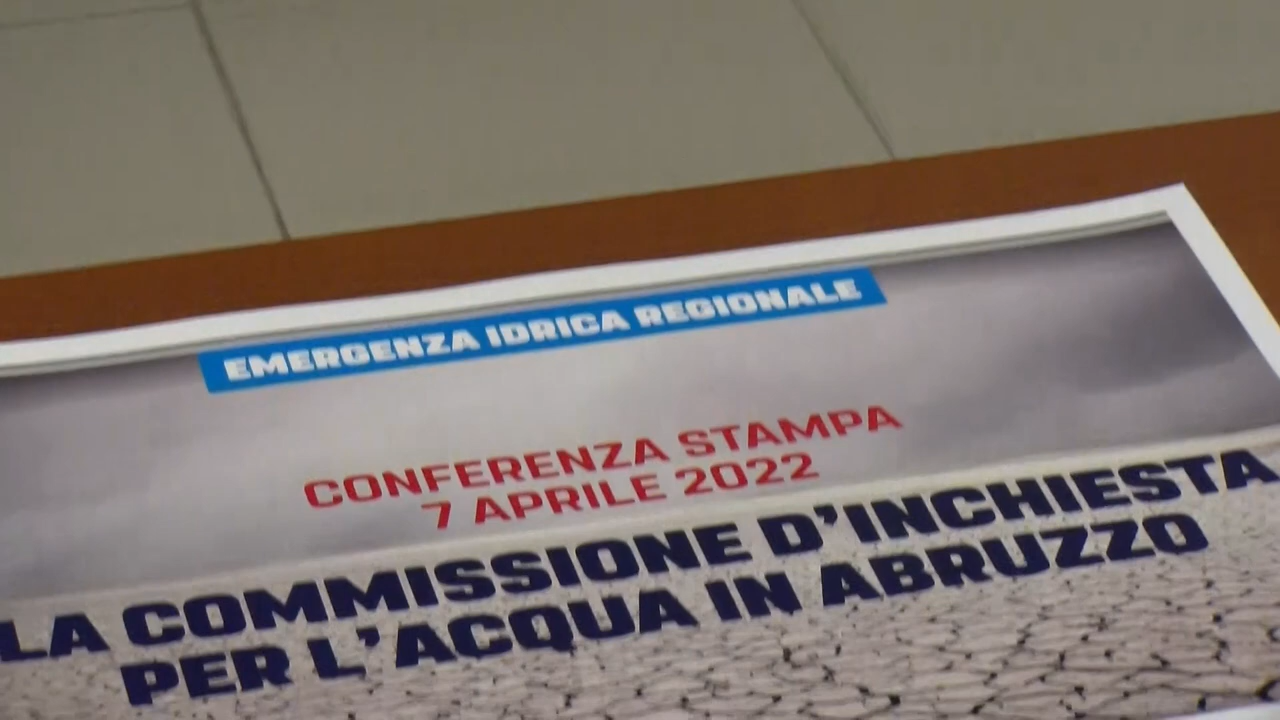 EMERGENZA IDRICA REGIONALE
CONFERENZA STAMPA
7 APRILE 2022
LA COMMISSIONE D'INCHIESTA
PER L'ACQUA IN ABRUZZO